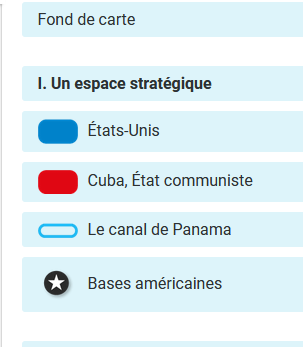 Fond de carte
I. Un espace stratégique
États-Unis
Cuba, État communiste
Le canal de Panama
Bases américaines